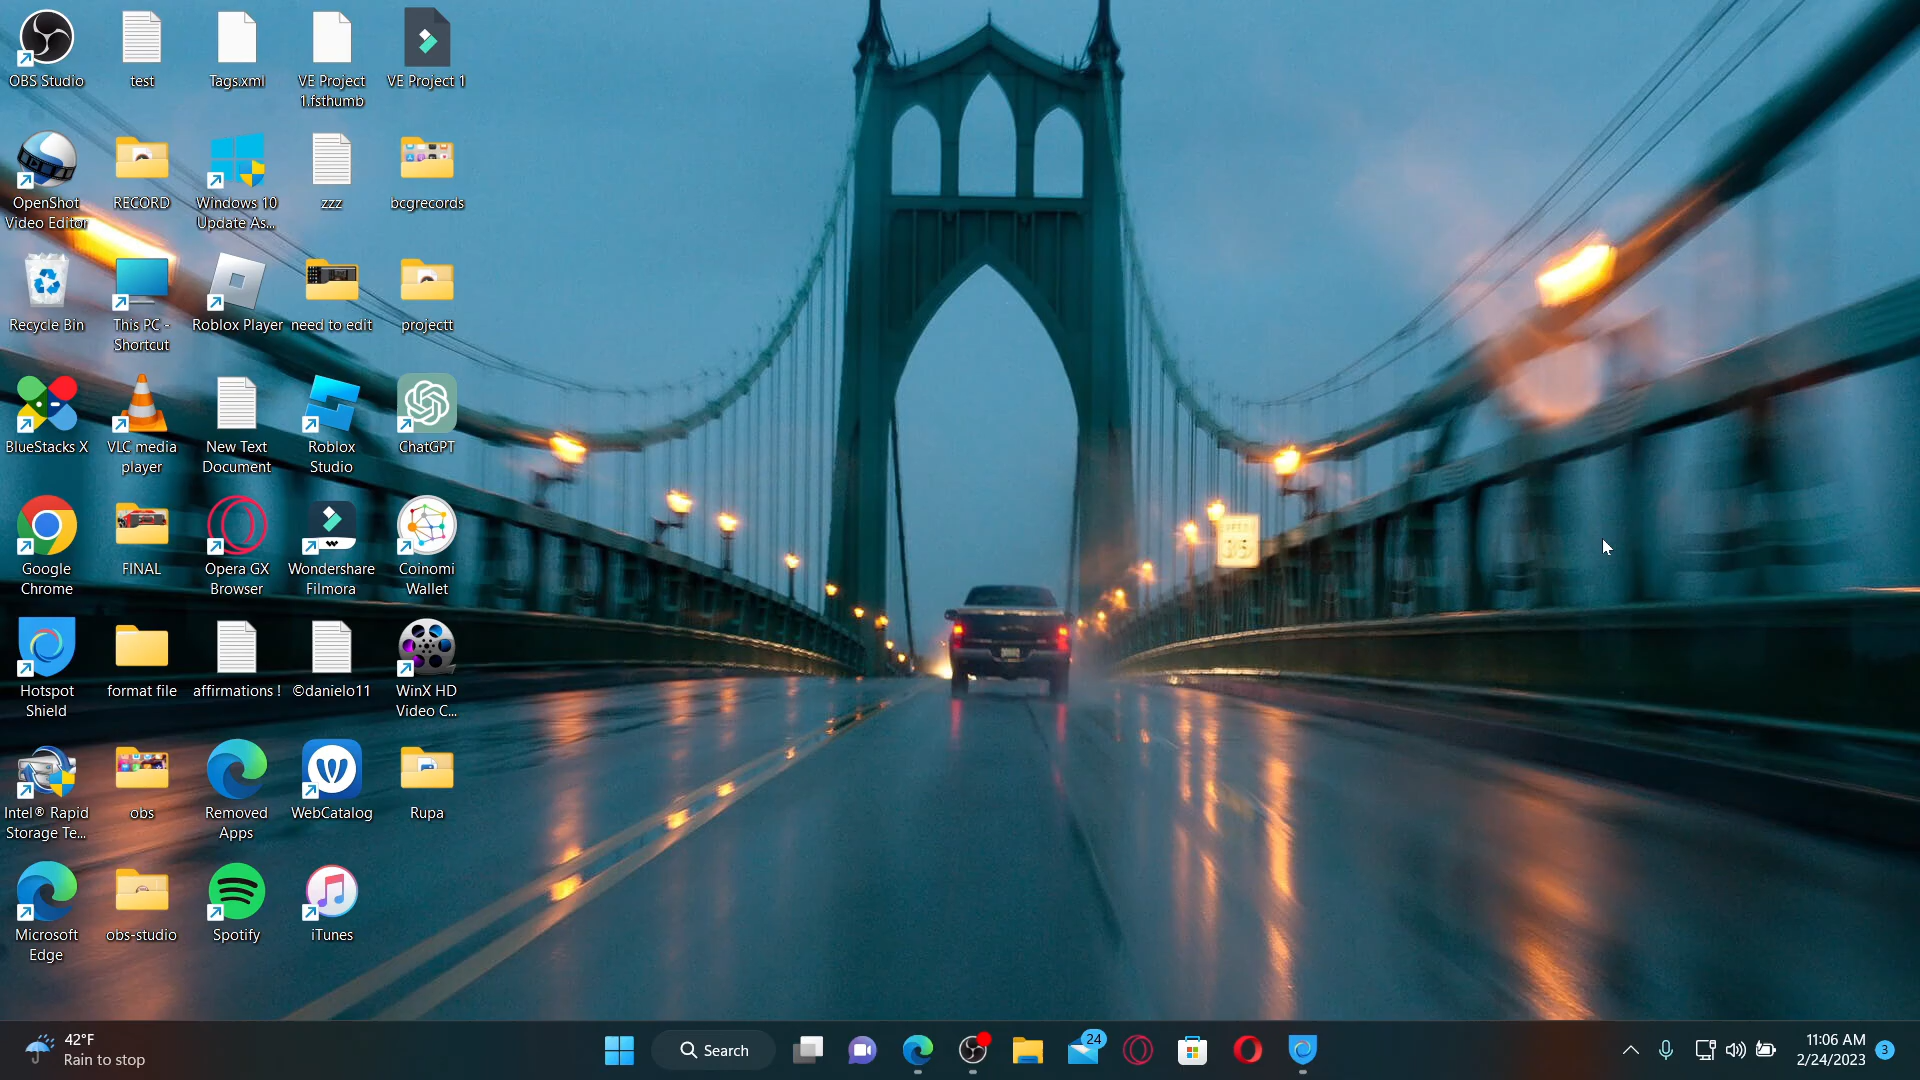 OBS Studio
test
Tags.xml
VE Project
1.fsthumb
VE Project 1
OpenShot
Video Editor
RECORD
Windows 10
Update As...
zzz
bcgrecords
Recycle Bin
This PC -
Shortcut
Roblox Player
need to edit
projectt
BlueStacks X
VLC media
player
New Text
Document
Roblox
Studio
ChatGPT
Google
Chrome
FINAL
Opera GX
Browser
Wondershare
Filmora
Coinomi
Wallet
Hotspot
Shield
format file
affirmations !
©danielo11
WinX HD
Video C...
Intel® Rapid
Storage Te...
obs
Removed
Apps
WebCatalog
Rupa
Microsoft
Edge
obs-studio
Spotify
iTunes
35
42°F
Rain to stop
Search
24
11:06 AM
2/24/2023
3